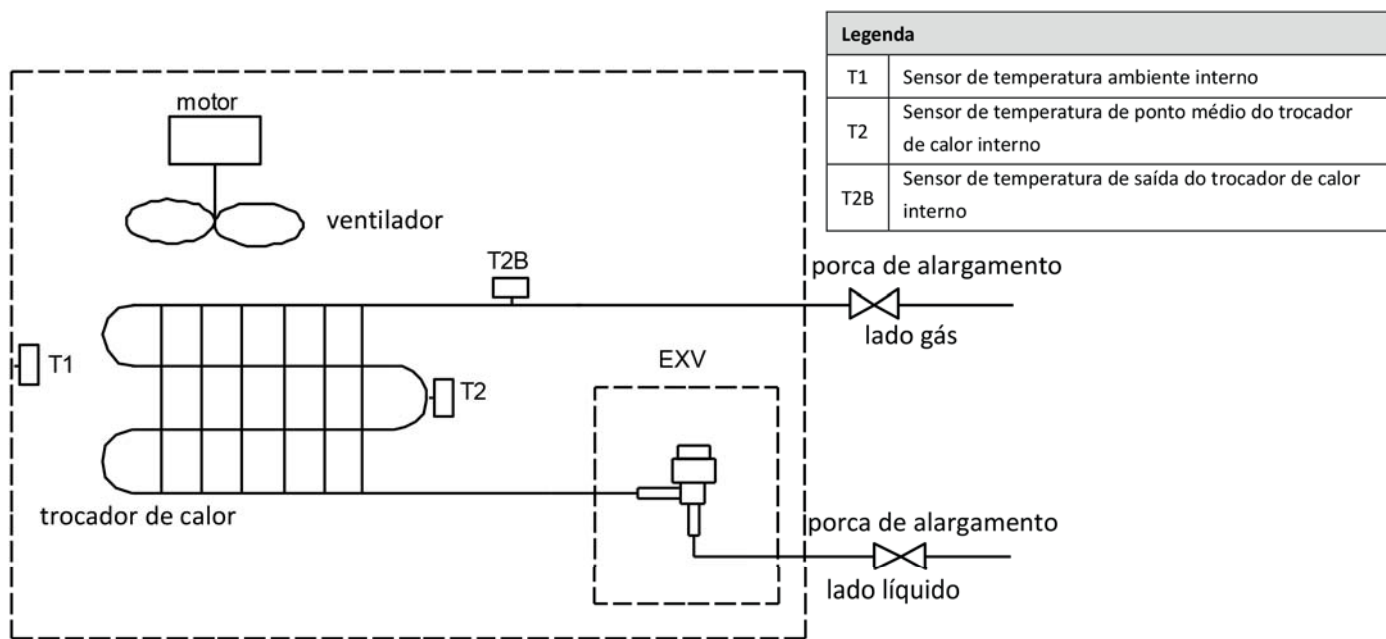 Legenda
T1 Sensor de temperatura ambiente interno
T2 Sensor de temperatura de ponto médio do trocador
de calor interno
T2B Sensor de temperatura de saída do trocador de calor
interno
motor
ventilador
T2B
porca de alargamento
lado gás
T1
EXV
T2
trocador de calor
porca de alargamento
lado líquido